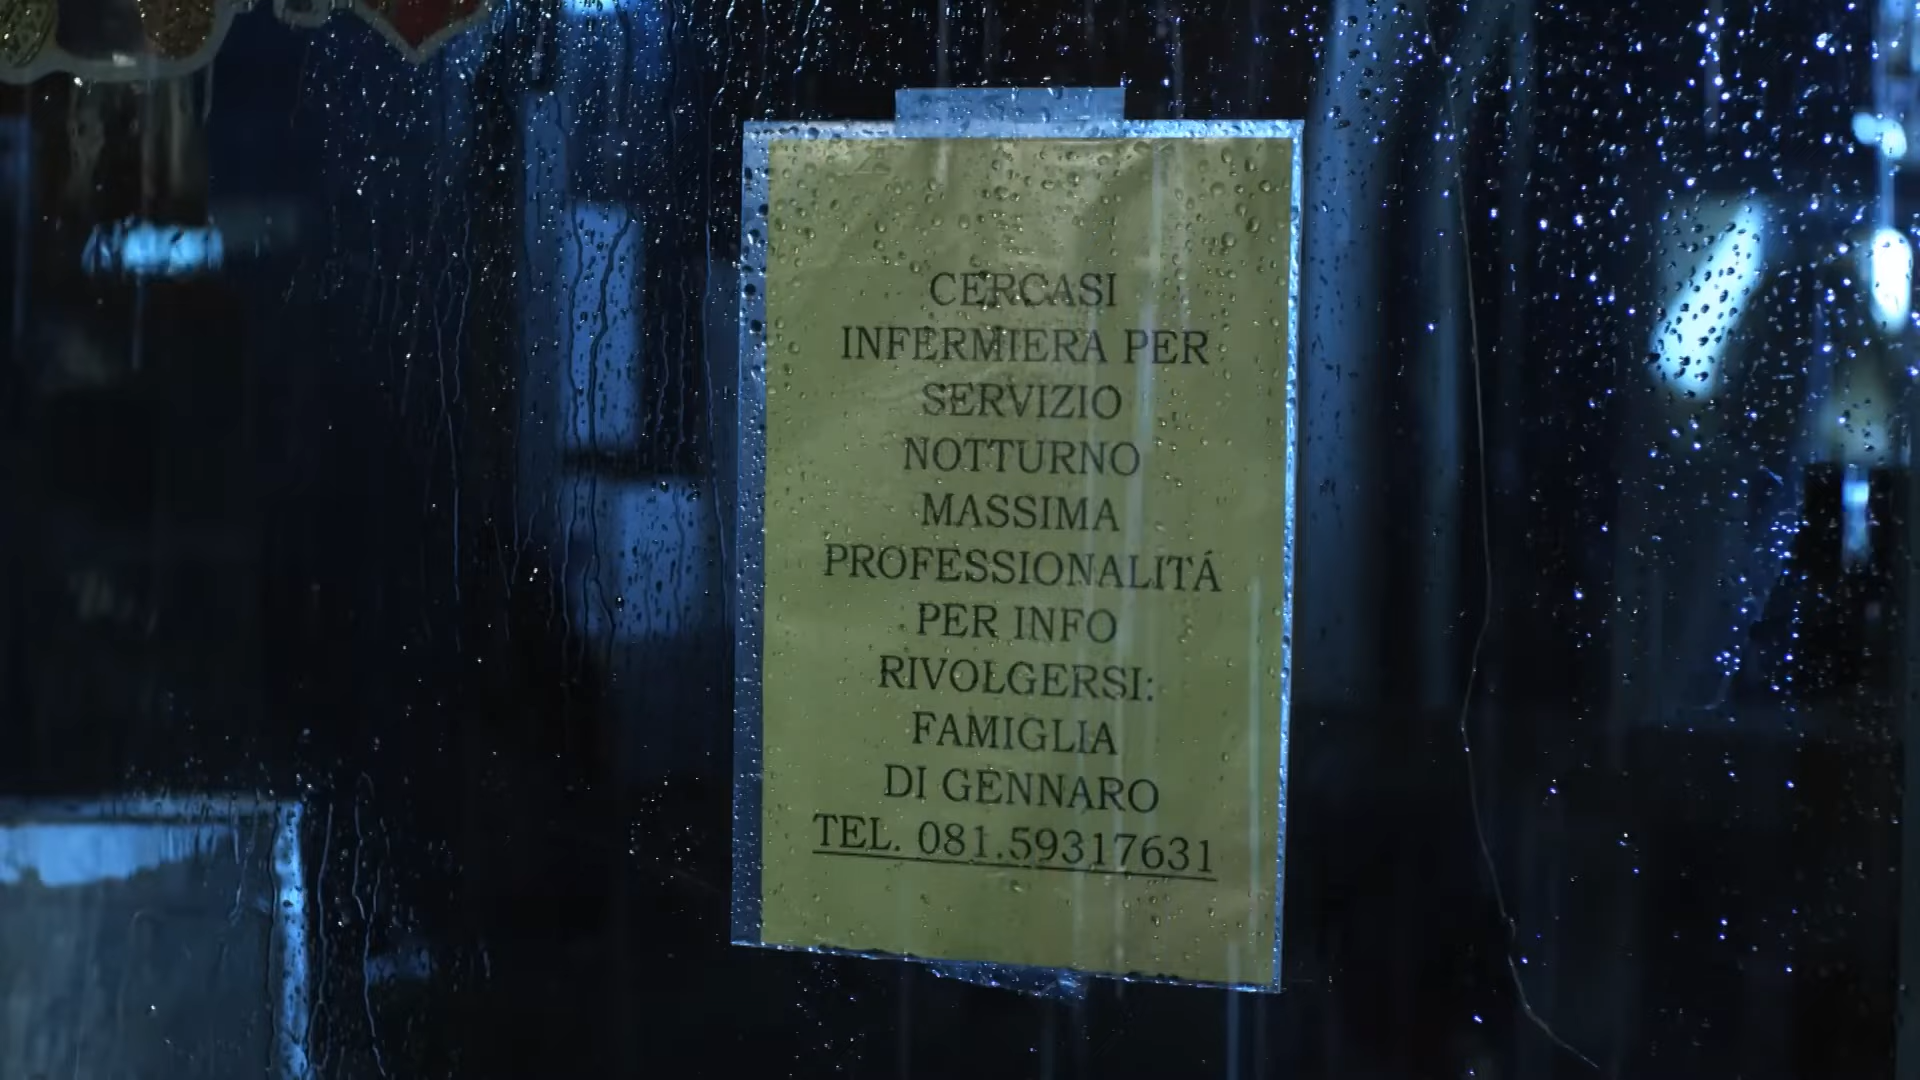 CERCASI
INFERMIERA PER
SERVIZIO
NOTTURNO
MASSIMA
PROFESSIONALITÁ
PER INFO
RIVOLGERSI:
FAMIGLIA
DI GENNARO
TEL. 081.59317631